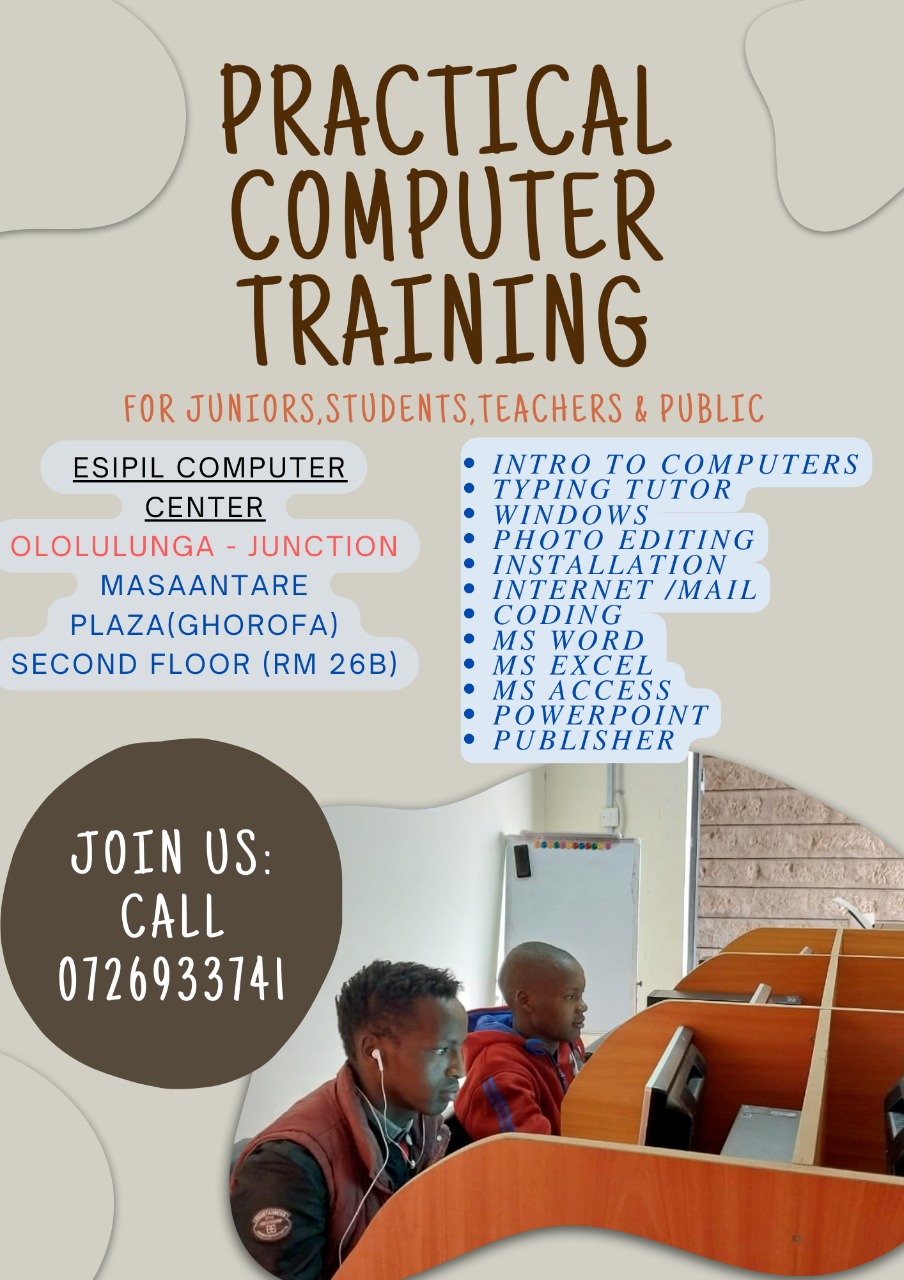 PRACTICAL
COMPUTER
TRAINING
FOR JUNIORS,STUDENTS,TEACHERS & PUBLIC
ESIPIL COMPUTER
CENTER
OLOLULUNGA - JUNCTION
MASAANTARE
PLAZA(GHOROFA)
SECOND FLOOR (RM 26B)
• INTRO TO COMPUTERS
• TYPING TUTOR
• WINDOWS
• PHOTO EDITING
• INSTALLATION
• INTERNET /MAIL
• CODING
• MS WORD
• MS EXCEL
• MS ACCESS
• POWERPOINT
• PUBLISHER
JOIN US:
CALL
0726933741